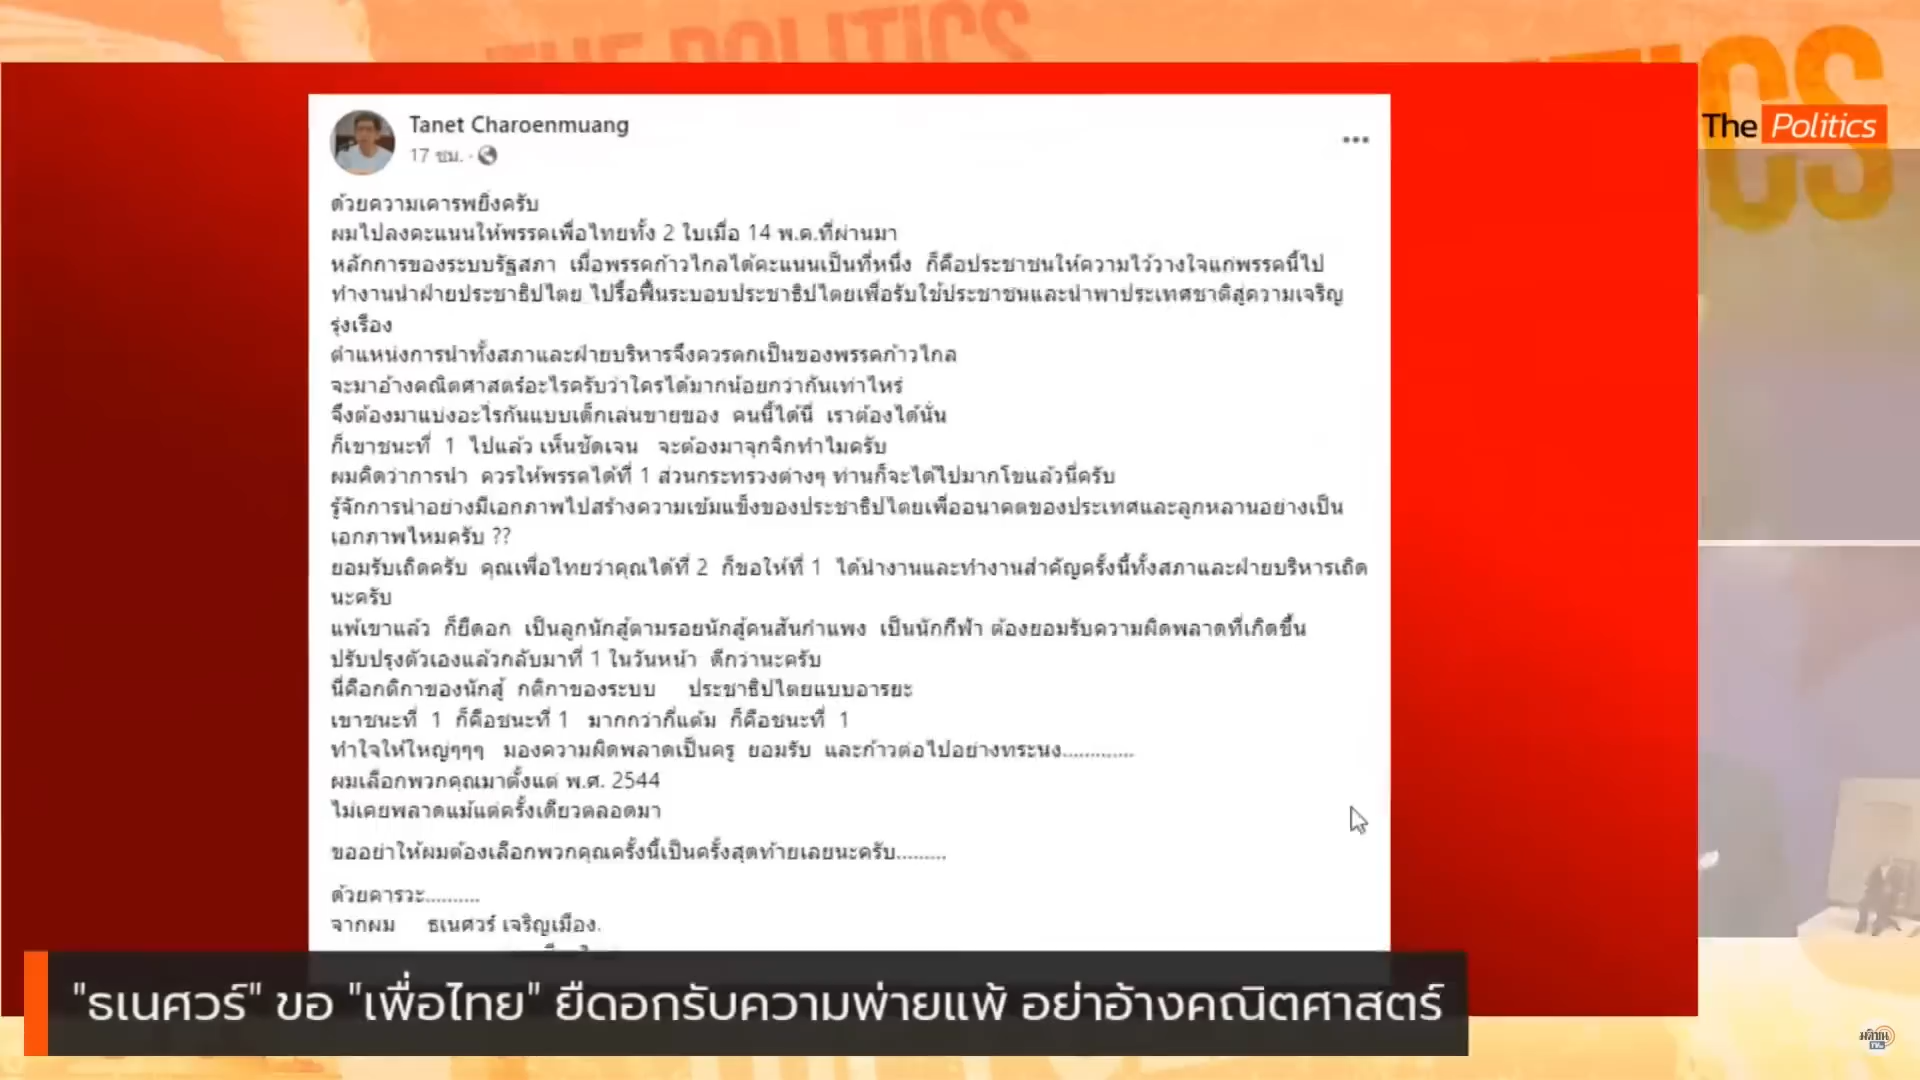 THE POLITICS
TICS
The Politics
Tanet Charoenmuang
17 ชม. ·
ด้วยความเคารพยิ่งครับ
ผมไปลงคะแนนให้พรรคเพื่อไทยทั้ง 2 ใบเมื่อ 14 พ.ค.ที่ผ่านมา
หลักการของระบบรัฐสภา เมื่อพรรคก้าวไกลได้คะแนนเป็นที่หนึ่ง ก็คือประชาชนให้ความไว้วางใจแก่พรรคนี้ไป
ทำงานนำฝ่ายประชาธิปไตย ไปรื้อฟื้นระบอบประชาธิปไตยเพื่อรับใช้ประชาชนและนำพาประเทศชาติสู่ความเจริญ
รุ่งเรือง
ตำแหน่งการนำทั้งสภาและฝ่ายบริหารจึงควรตกเป็นของพรรคก้าวไกล
จะมาอ้างคณิตศาสตร์อะไรครับว่าใครได้มากน้อยกว่ากันเท่าไหร่
จึงต้องมาแบ่งอะไรกันแบบเด็กเล่นขายของ คนนี้ได้นี่ เราต้องได้นั่น
ก็เขาชนะที่ 1 ไปแล้ว เห็นชัดเจน จะต้องมาจุกจิกทำไมครับ
ผมคิดว่าการนำ ควรให้พรรคได้ที่ 1 ส่วนกระทรวงต่างๆ ท่านก็จะได้ไปมากโขแล้วนี่ครับ
รู้จักการนำอย่างมีเอกภาพไปสร้างความเข้มแข็งของประชาธิปไตยเพื่ออนาคตของประเทศและลูกหลานอย่างเป็น
เอกภาพไหมครับ ??
ยอมรับเถิดครับ คุณเพื่อไทยว่าคุณได้ที่ 2 ก็ขอให้ที่ 1 ได้นำงานและทำงานสำคัญครั้งนี้ทั้งสภาและฝ่ายบริหารเถิด
นะครับ
แพ้เขาแล้ว ก็ยืดอก เป็นลูกนักสู้ตามรอยนักสู้คนสันกำแพง เป็นนักกีฬา ต้องยอมรับความผิดพลาดที่เกิดขึ้น
ปรับปรุงตัวเองแล้วกลับมาที่ 1 ในวันหน้า ดีกว่านะครับ
นี่คือกติกาของนักสู้ กติกาของระบบ ประชาธิปไตยแบบอารยะ
เขาชนะที่ 1 ก็คือชนะที่ 1 มากกว่ากี่แต้ม ก็คือชนะที่ 1
ทำใจให้ใหญ่ๆๆๆ มองความผิดพลาดเป็นครู ยอมรับ และก้าวต่อไปอย่างทระนง.............
ผมเลือกพวกคุณมาตั้งแต่ พ.ศ. 2544
ไม่เคยพลาดแม้แต่ครั้งเดียวตลอดมา
ขออย่าให้ผมต้องเลือกพวกคุณครั้งนี้เป็นครั้งสุดท้ายเลยนะครับ.........
ด้วยคารวะ..........
จากผม ธเนศวร์ เจริญเมือง.
"ธเนศวร์" ขอ "เพื่อไทย" ยืดอกรับความพ่ายแพ้ อย่าอ้างคณิตศาสตร์
มติชน